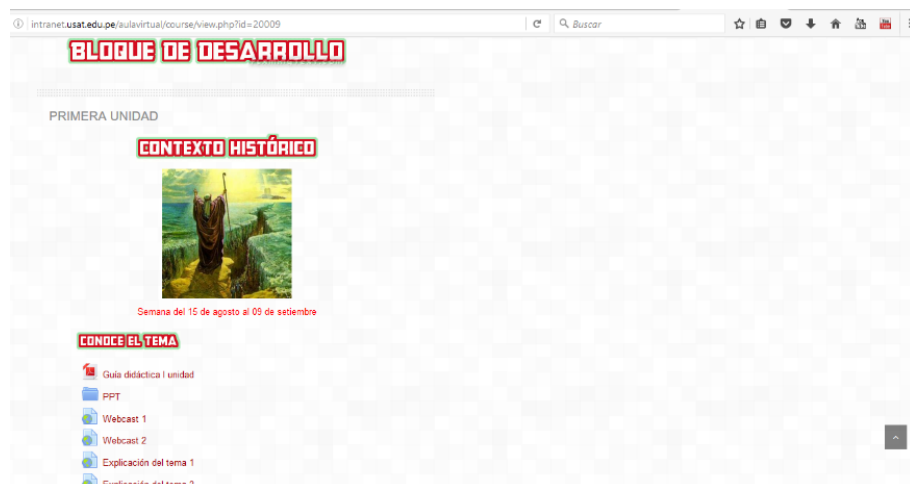 intranet.usat.edu.pe/aulavirtual/course/view.php?id=20009
Buscar
BLOQUE DE DESARROLLO
PRIMERA UNIDAD
CONTEXTO HISTÓRICO
Semana del 15 de agosto al 09 de setiembre
CONOCE EL TEMA
Guía didáctica I unidad
PPT
Webcast 1
Webcast 2
Explicación del tema 1